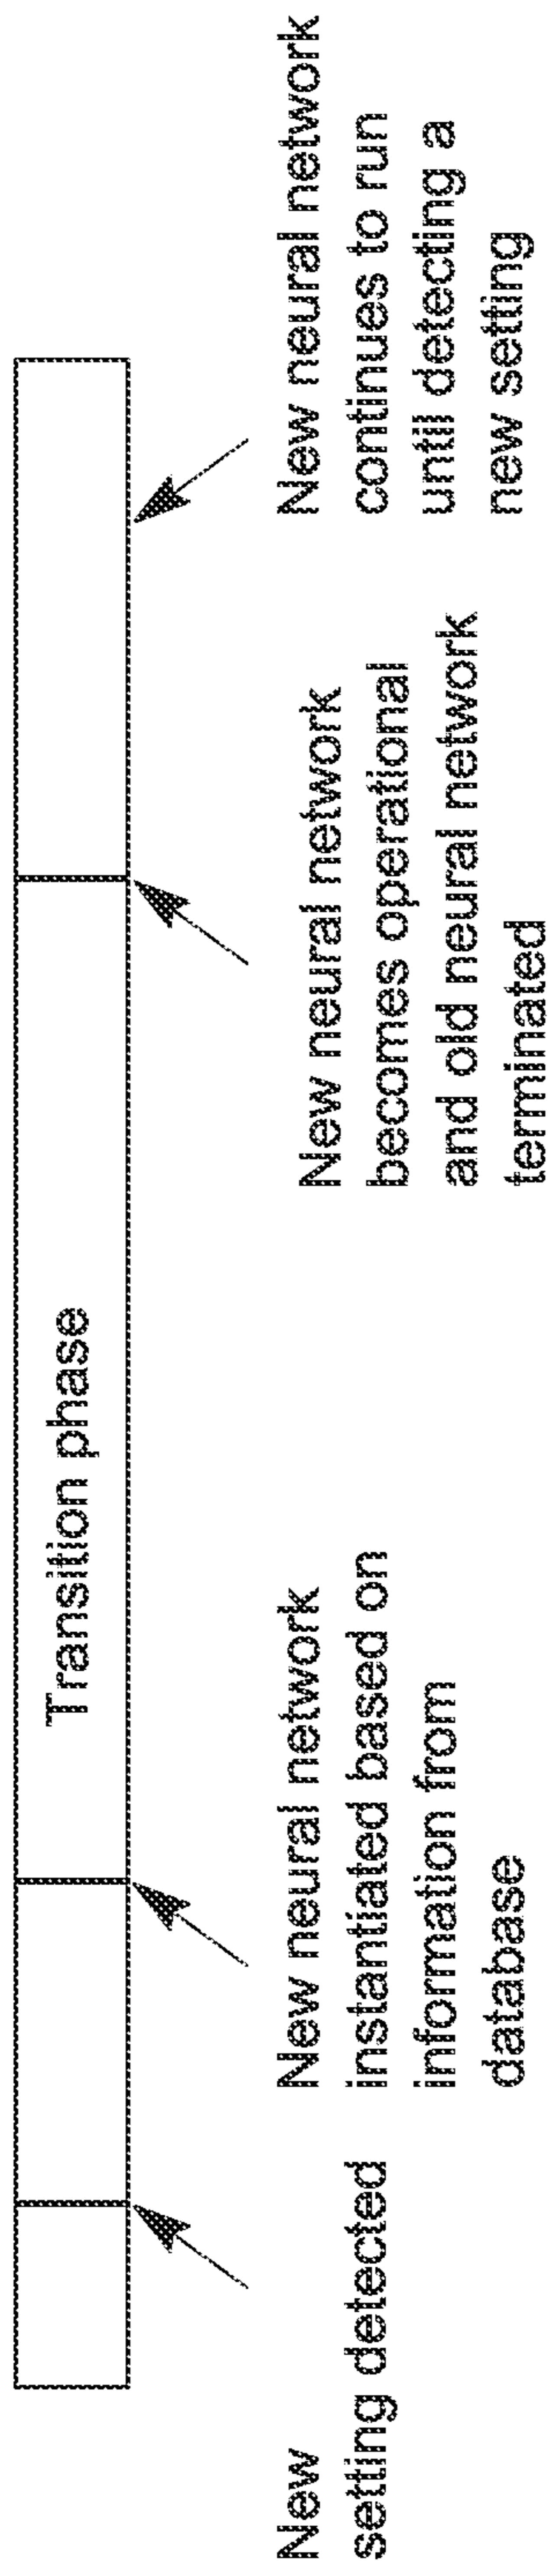 Transition phase
New
setting detected
New neural network
instantiated based on
information from
database
New neural network
becomes operational
and old neural network
terminated
New neural network
continues to run
until detecting a
new setting